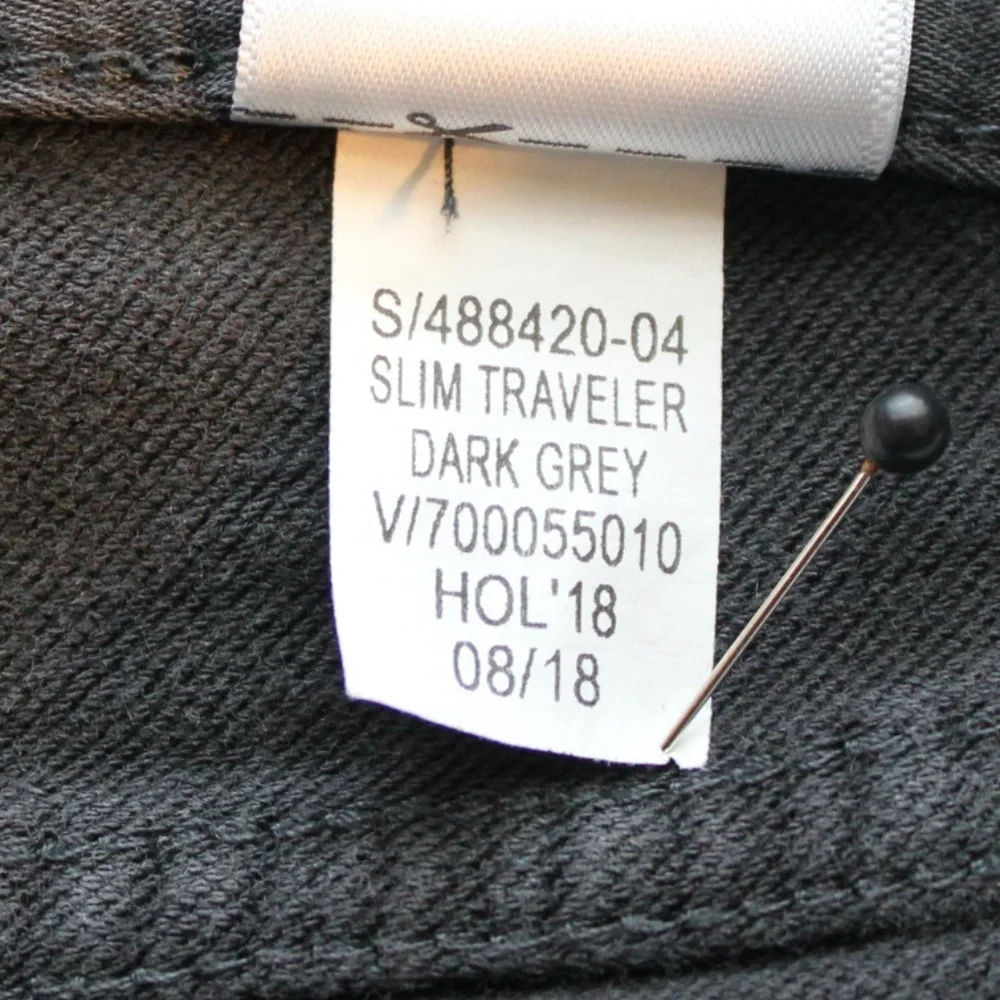 S/488420-04
SLIM TRAVELER
DARK GREY
V/700055010
HOL'18
08/18